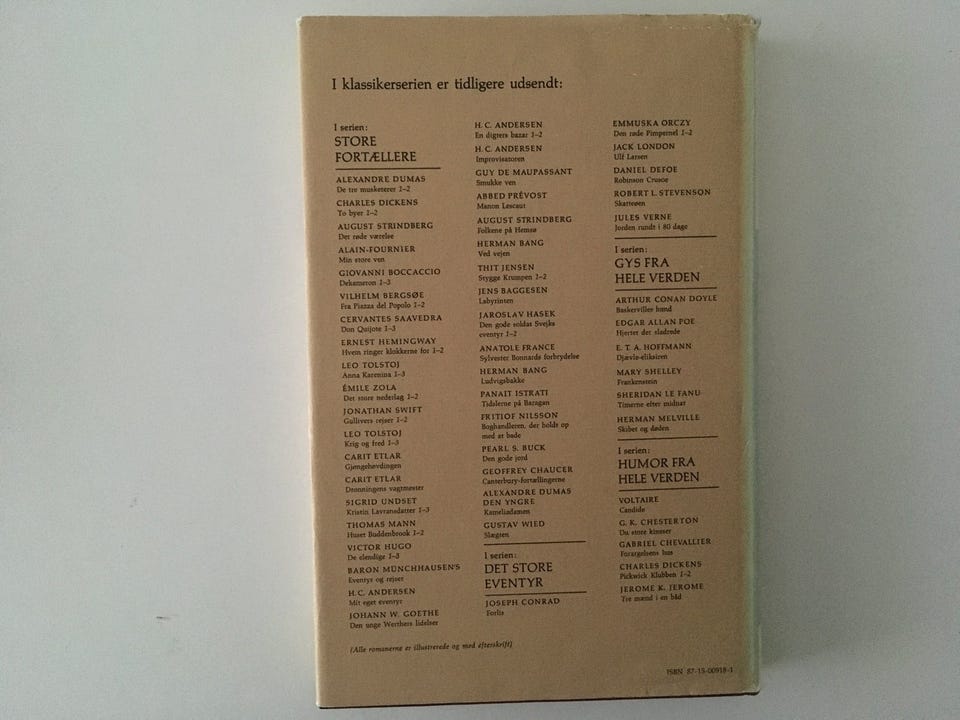 I klassikerserien er tidligere udsendt:
I serien:
STORE
FORTÆLLERE
ALEXANDRE DUMAS
De tre musketerer 1–2
CHARLES DICKENS
To byer 1–2
AUGUST STRINDBERG
Det røde værelse
ALAIN-FOURNIER
Min store ven
GIOVANNI BOCCACCIO
Dekameron 1–3
VILHELM BERGSØE
Fra Piazza del Popolo 1–2
CERVANTES SAAVEDRA
Don Quijote 1–3
ERNEST HEMINGWAY
Hvem ringer klokkerne for 1–2
LEO TOLSTOJ
Anna Karenina 1–3
ÉMILE ZOLA
Det store nederlag 1–2
JONATHAN SWIFT
Gullivers rejser 1–2
LEO TOLSTOJ
Krig og fred 1–3
CARIT ETLAR
Gjøngehøvdingen
CARIT ETLAR
Dronningens vagtmester
SIGRID UNDSET
Kristin Lavransdatter 1–3
THOMAS MANN
Huset Buddenbrook 1–2
VICTOR HUGO
De elendige 1–3
BARON MÜNCHHAUSEN'S
Eventyr og rejser
H.C. ANDERSEN
Mit eget eventyr
JOHANN W. GOETHE
Den unge Werthers lidelser
H.C. ANDERSEN
En digters bazar 1–2
H.C. ANDERSEN
Improvisatoren
GUY DE MAUPASSANT
Smukke ven
ABBED PRÉVOST
Manon Lescaut
AUGUST STRINDBERG
Folkene på Hemsø
HERMAN BANG
Ved vejen
THIT JENSEN
Stygge Krumpen 1–2
JENS BAGGESEN
Labyrinten
JAROSLAV HASEK
Den gode soldat Svejks
eventyr 1–2
ANATOLE FRANCE
Sylvester Bonnards forbrydelse
HERMAN BANG
Ludvigsbakke
PANAIT ISTRATI
Tidslerne på Baragan
FRITIOF NILSSON
Boghandleren, der holdt op
med at bade
PEARL S. BUCK
Den gode jord
GEOFFREY CHAUCER
Canterbury-fortællingerne
ALEXANDRE DUMAS
DEN YNGRE
Kameliadamen
GUSTAV WIED
Slægten
I serien:
DET STORE
EVENTYR
JOSEPH CONRAD
Forlis
EMMUSKA ORCZY
Den røde Pimpernel 1–2
JACK LONDON
Ulf Larsen
DANIEL DEFOE
Robinson Crusoe
ROBERT L. STEVENSON
Skatteøen
JULES VERNE
Jorden rundt i 80 dage
I serien:
GYS FRA
HELE VERDEN
ARTHUR CONAN DOYLE
Baskervilles hund
EDGAR ALLAN POE
Hjertet der sladrede
E.T.A. HOFFMANN
Djævle-eliksiren
MARY SHELLEY
Frankenstein
SHERIDAN LE FANU
Timerne efter midnat
HERMAN MELVILLE
Skibet og døden
I serien:
HUMOR FRA
HELE VERDEN
VOLTAIRE
Candide
G.K. CHESTERTON
Du store kineser
GABRIEL CHEVALLIER
Forargelsens hus
CHARLES DICKENS
Pickwick Klubben 1–2
JEROME K. JEROME
Tre mænd i en båd
(Alle romanerne er illustrerede og med efterskrift)
ISBN 87-15-00918-1